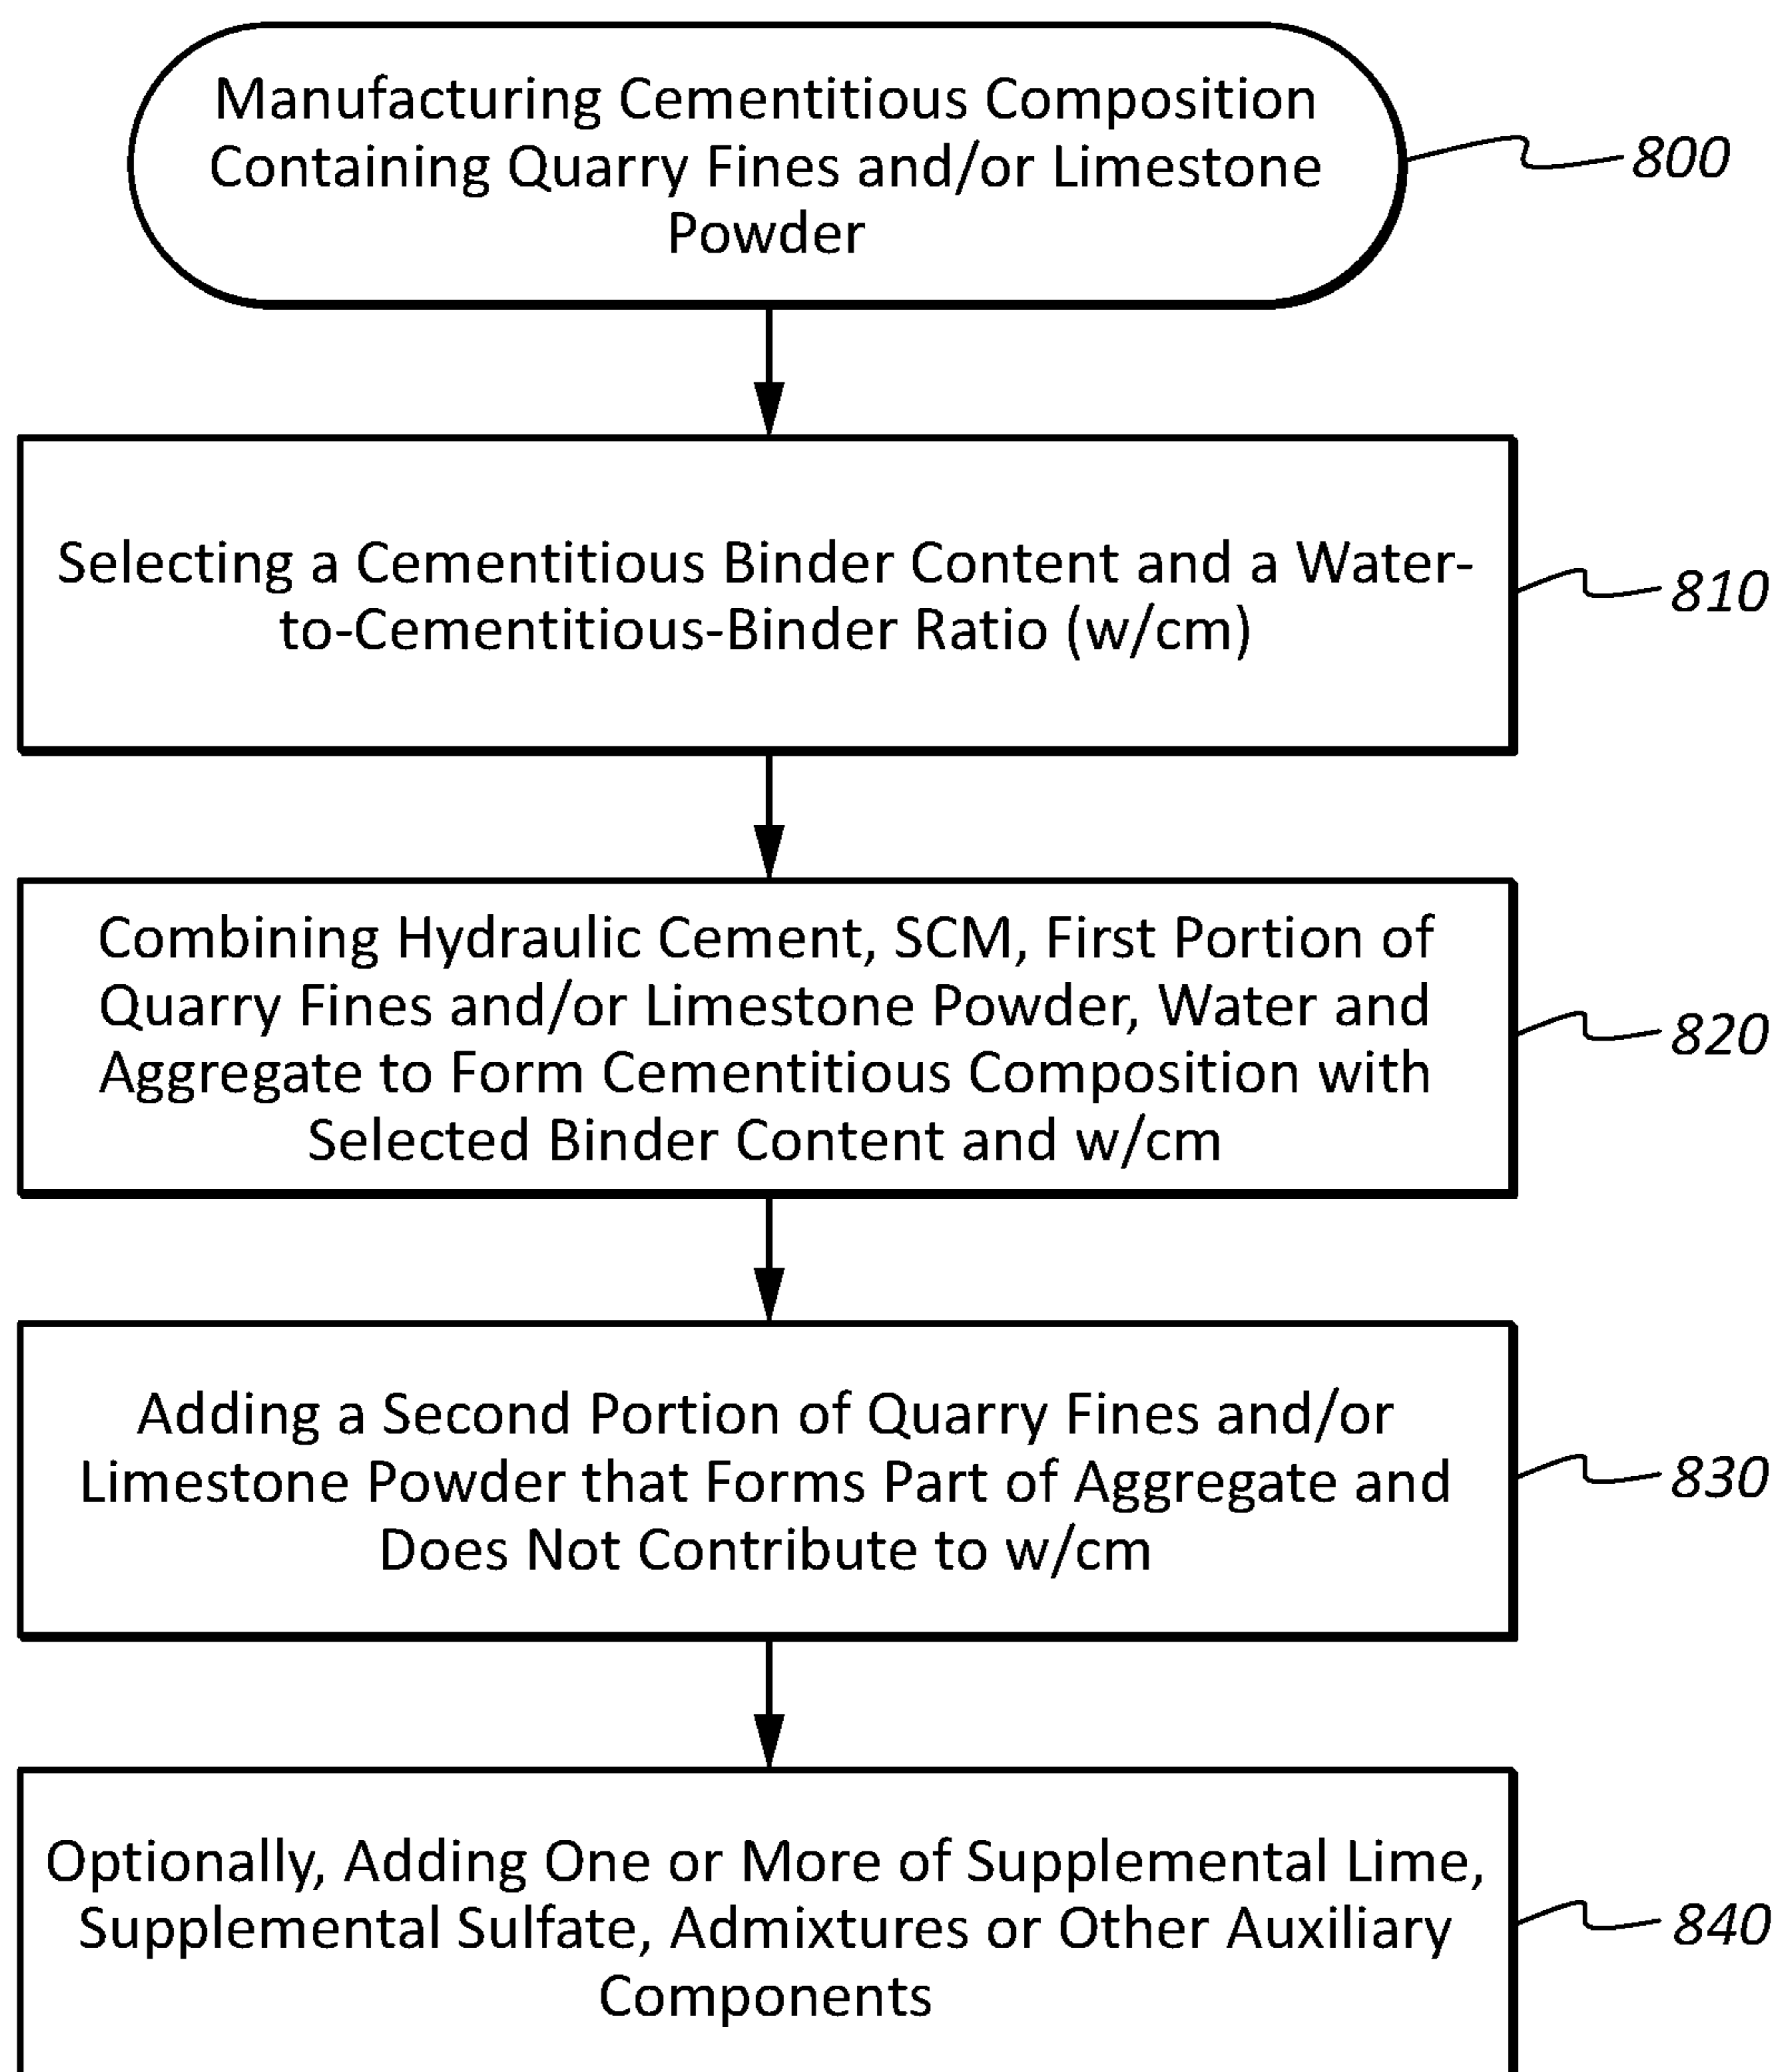 Manufacturing Cementitious Composition
Containing Quarry Fines and/or Limestone
Powder
800
Selecting a Cementitious Binder Content and a Water-
to-Cementitious-Binder Ratio (w/cm)
810
Combining Hydraulic Cement, SCM, First Portion of
Quarry Fines and/or Limestone Powder, Water and
Aggregate to Form Cementitious Composition with
Selected Binder Content and w/cm
820
Adding a Second Portion of Quarry Fines and/or
Limestone Powder that Forms Part of Aggregate and
Does Not Contribute to w/cm
830
Optionally, Adding One or More of Supplemental Lime,
Supplemental Sulfate, Admixtures or Other Auxiliary
Components
840